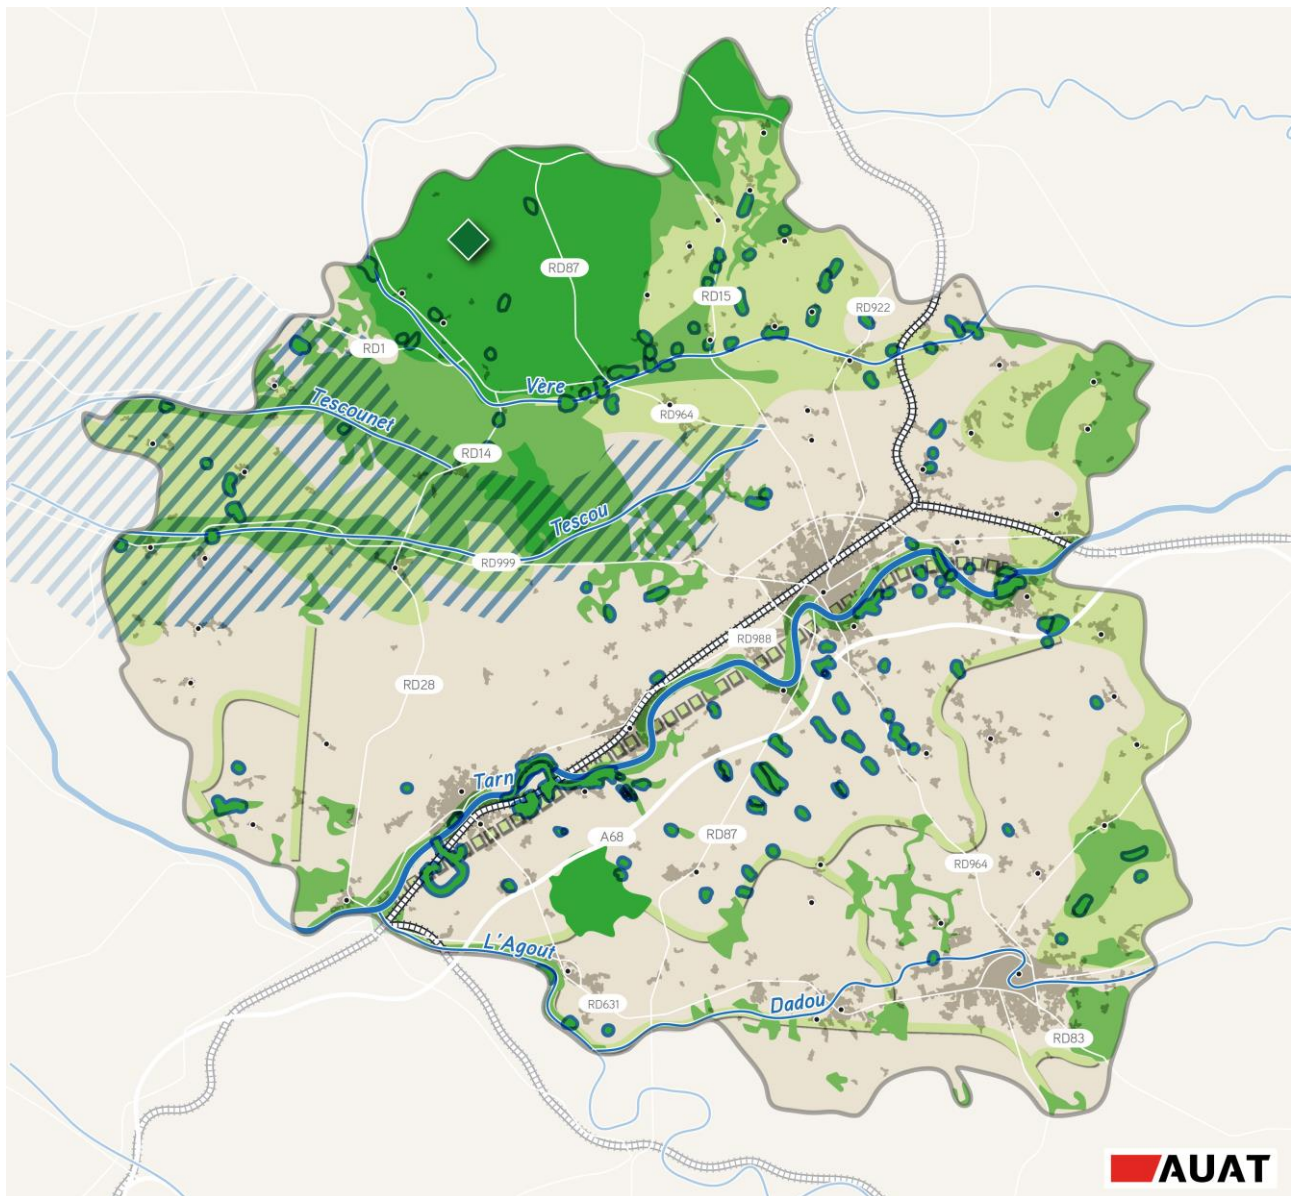 RD87
RD15
RD922
RD1
Vère
Tescounet
RD964
RD14
Tescou
RD999
RD988
RD28
Tarn
A68
RD87
RD964
L'Agout
Dadou
RD631
RD83
AUAT